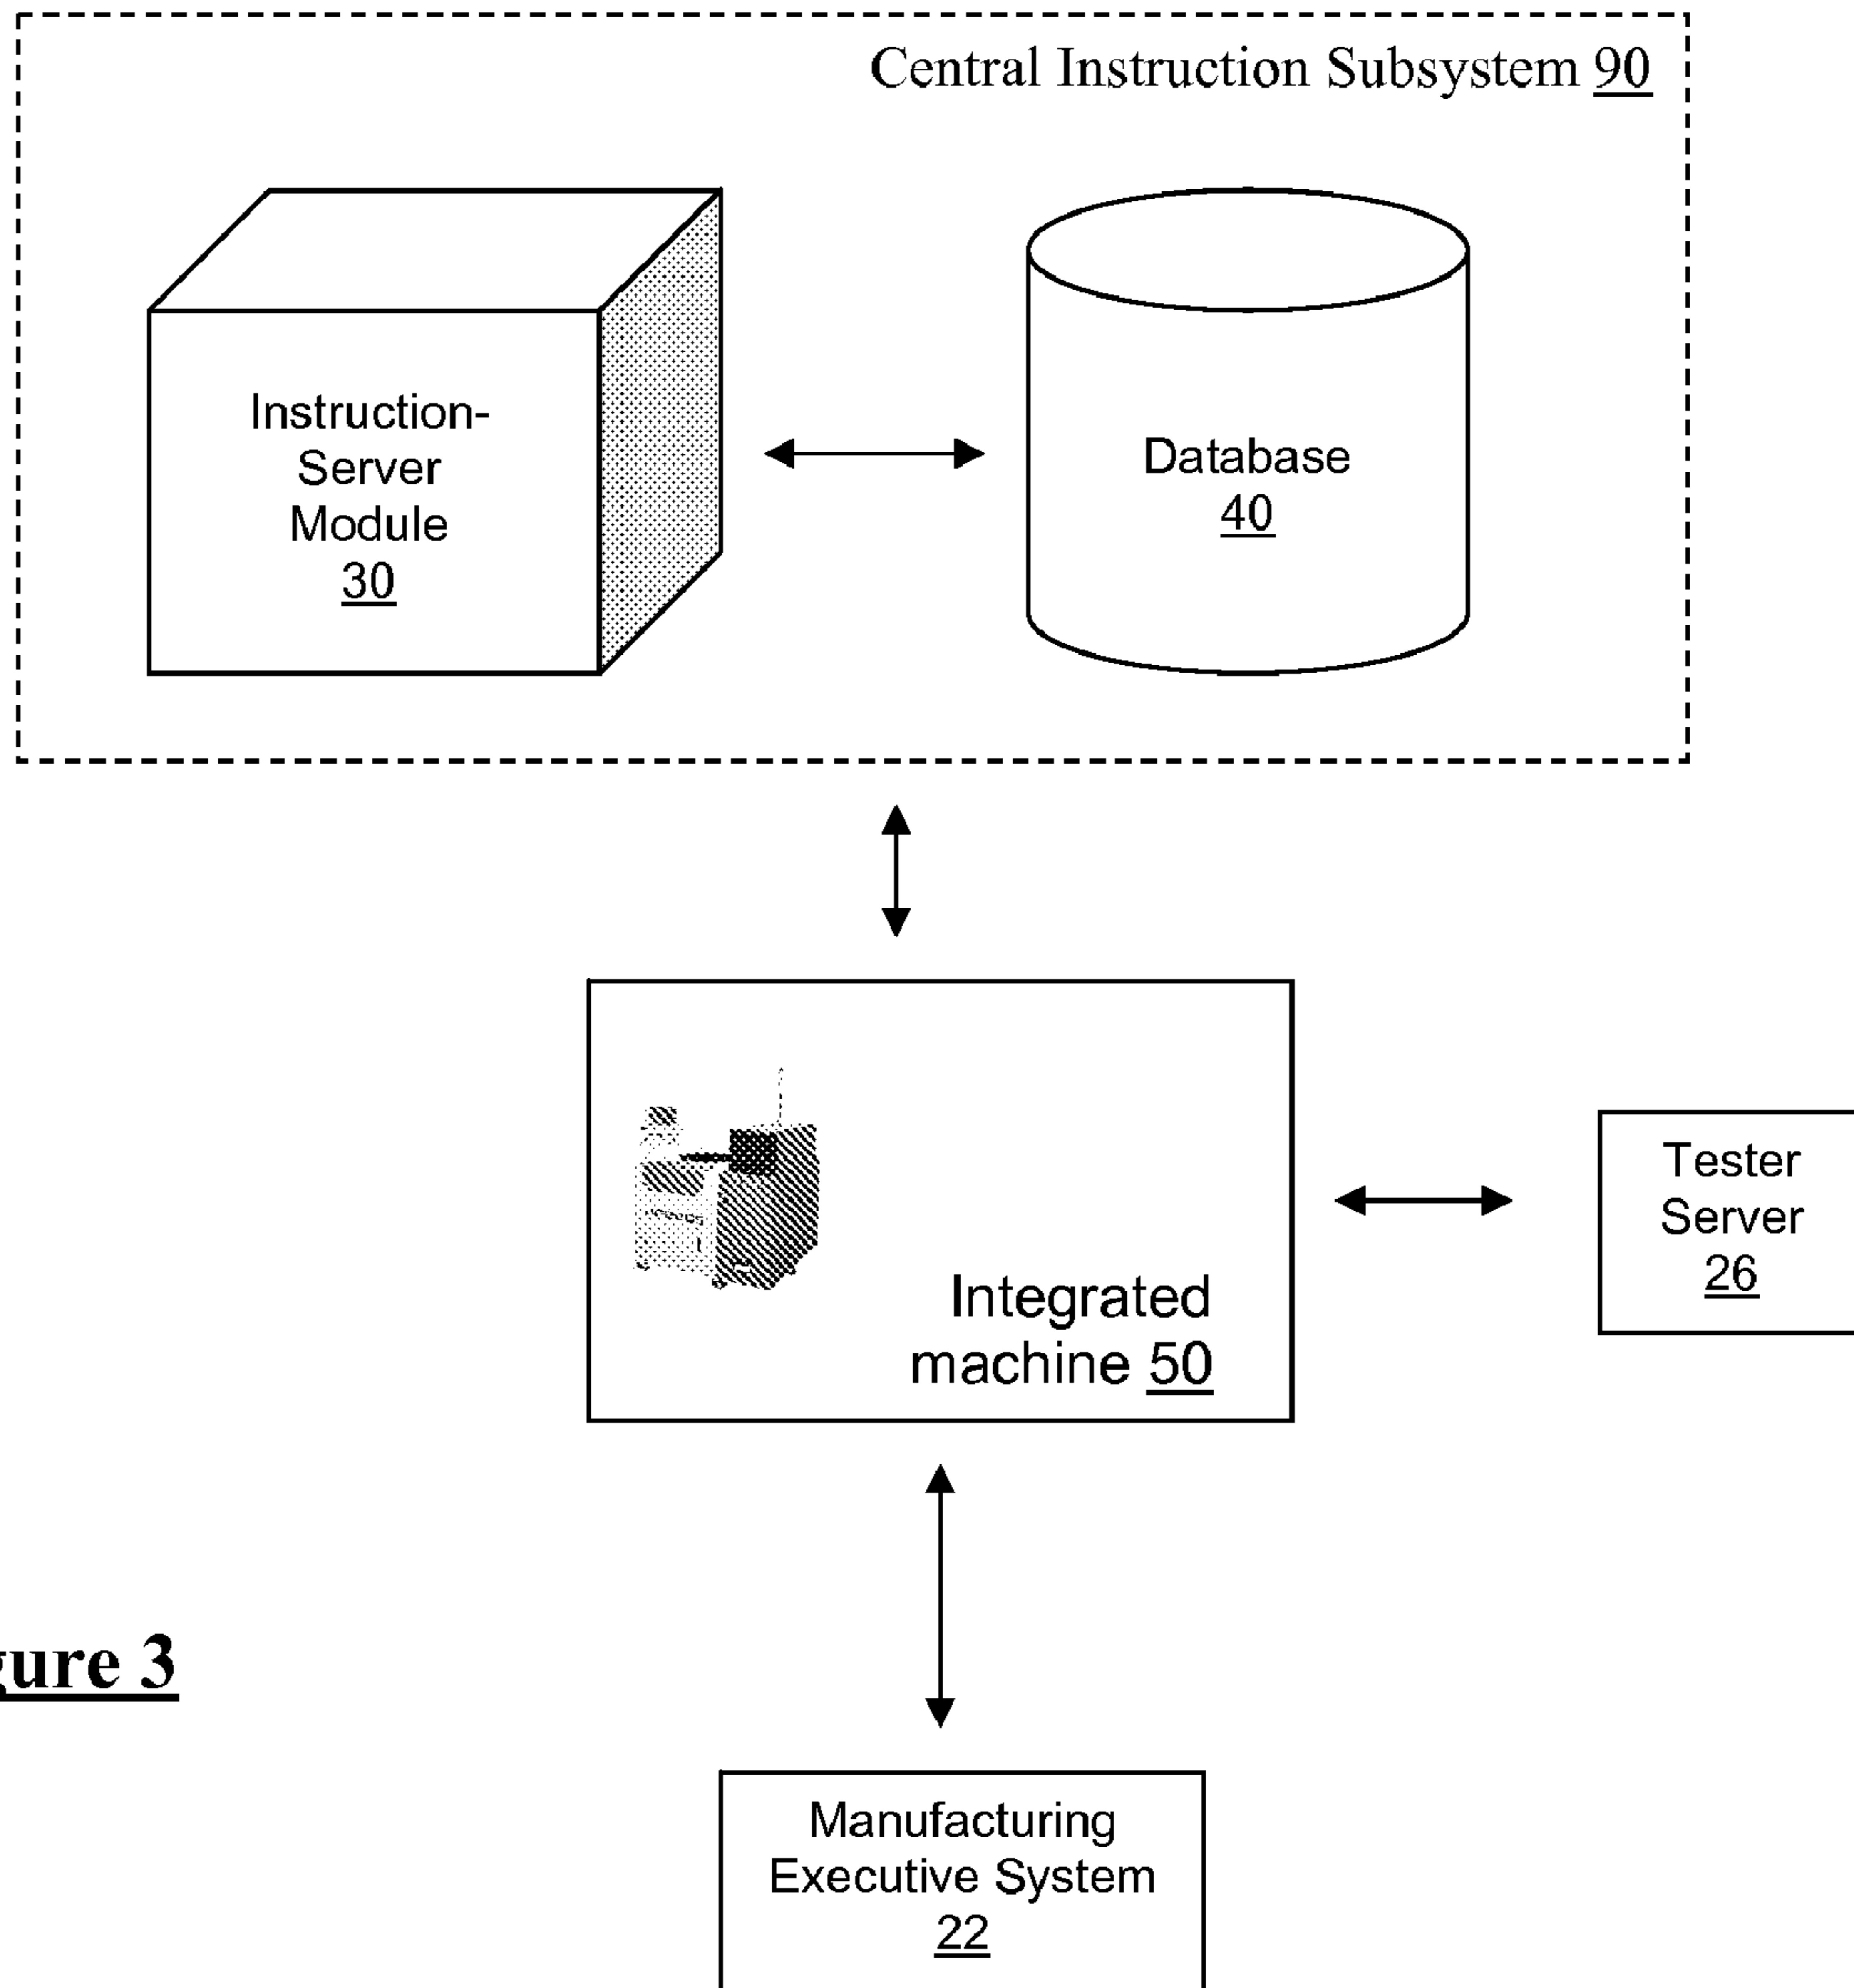 Central Instruction Subsystem 90
Instruction-
Server
Module
30
Database
40
Tester
Server
26
Integrated
machine 50
gure 3
Manufacturing
Executive System
22